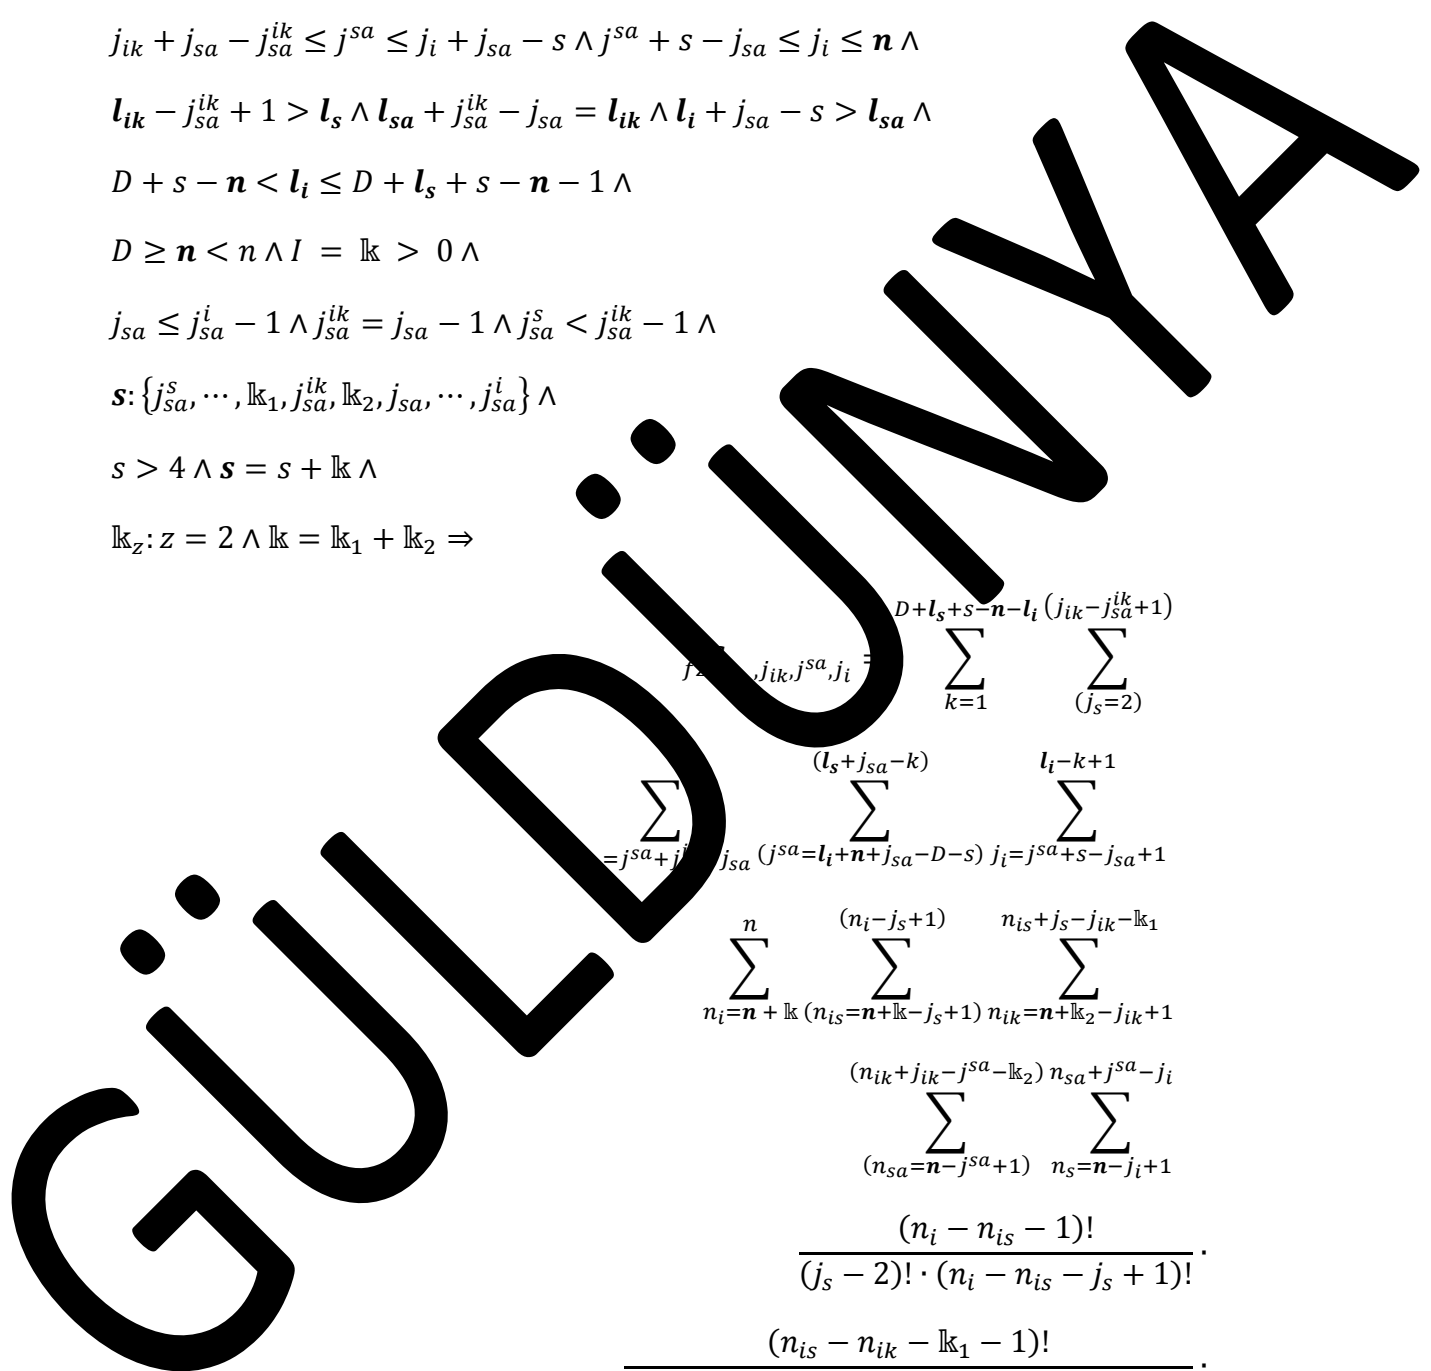 j_{ik} + j_{sa} − j_{sa}^{ik} ≤ j^{sa} ≤ j_i + j_{sa} − s ∧ j^{sa} + s − j_{sa} ≤ j_i ≤ n ∧
l_{ik} − j_{sa}^{ik} + 1 > l_s ∧ l_{sa} + j_{sa}^{ik} − j_{sa} = l_{ik} ∧ l_i + j_{sa} − s > l_{sa} ∧
D + s − n < l_i ≤ D + l_s + s − n − 1 ∧
D ≥ n < n ∧ I = 𝕜 > 0 ∧
j_{sa} ≤ j_{sa}^{i} − 1 ∧ j_{sa}^{ik} = j_{sa} − 1 ∧ j_{sa}^{s} < j_{sa}^{ik} − 1 ∧
s: {j_{sa}^{s}, ⋯, 𝕜_1, j_{sa}^{ik}, 𝕜_2, j_{sa}, ⋯, j_{sa}^{i}} ∧
s > 4 ∧ s = s + 𝕜 ∧
𝕜_z: z = 2 ∧ 𝕜 = 𝕜_1 + 𝕜_2 ⇒
D+l_s+s−n−l_i (j_{ik}−j_{sa}^{ik}+1)
,j_{ik},j^{sa},j_i = ∑ ∑
k=1 (j_s=2)
(l_s+j_{sa}−k) l_i−k+1
∑ ∑ ∑
=j^{sa}+j j_{sa} (j^{sa}=l_i+n+j_{sa}−D−s) j_i=j^{sa}+s−j_{sa}+1
n (n_i−j_s+1) n_{is}+j_s−j_{ik}−𝕜_1
∑ ∑ ∑
n_i=n+𝕜 (n_{is}=n+𝕜−j_s+1) n_{ik}=n+𝕜_2−j_{ik}+1
(n_{ik}+j_{ik}−j^{sa}−𝕜_2) n_{sa}+j^{sa}−j_i
∑ ∑
(n_{sa}=n−j^{sa}+1) n_s=n−j_i+1
(n_i − n_{is} − 1)!
(j_s − 2)! · (n_i − n_{is} − j_s + 1)! ·
(n_{is} − n_{ik} − 𝕜_1 − 1)! ·
GÜLDÜNYA